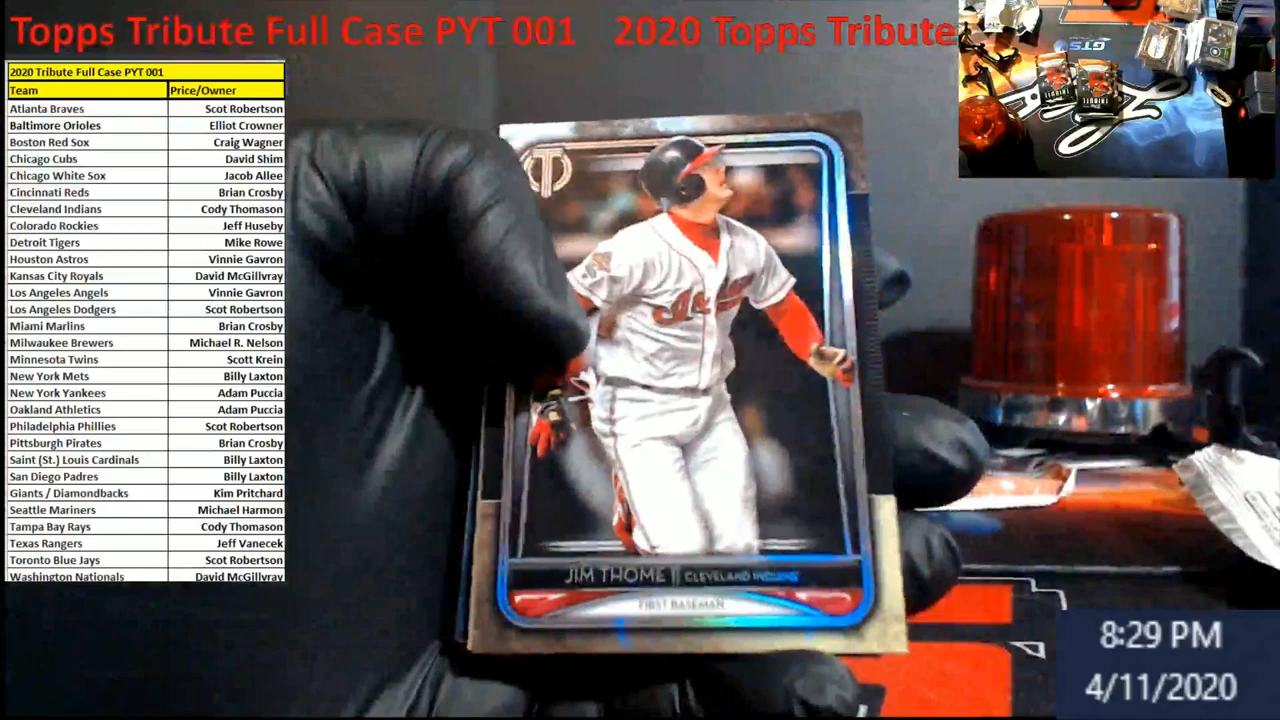 Topps Tribute Full Case PYT 001 2020 Topps Tribute
2020 Tribute Full Case PYT 001
Team Price/Owner
Atlanta Braves Scot Robertson
Baltimore Orioles Elliot Crowner
Boston Red Sox Craig Wagner
Chicago Cubs David Shim
Chicago White Sox Jacob Allee
Cincinnati Reds Brian Crosby
Cleveland Indians Cody Thomason
Colorado Rockies Jeff Huseby
Detroit Tigers Mike Rowe
Houston Astros Vinnie Gavron
Kansas City Royals David McGillvray
Los Angeles Angels Vinnie Gavron
Los Angeles Dodgers Scot Robertson
Miami Marlins Brian Crosby
Milwaukee Brewers Michael R. Nelson
Minnesota Twins Scott Krein
New York Mets Billy Laxton
New York Yankees Adam Puccia
Oakland Athletics Adam Puccia
Philadelphia Phillies Scot Robertson
Pittsburgh Pirates Brian Crosby
Saint (St.) Louis Cardinals Billy Laxton
San Diego Padres Billy Laxton
Giants / Diamondbacks Kim Pritchard
Seattle Mariners Michael Harmon
Tampa Bay Rays Cody Thomason
Texas Rangers Jeff Vanecek
Toronto Blue Jays Scot Robertson
Washington Nationals David McGillvray
GTS
TRIBUTE
Indians
JIM THOME || CLEVELAND INDIANS
FIRST BASEMAN
8:29 PM
4/11/2020